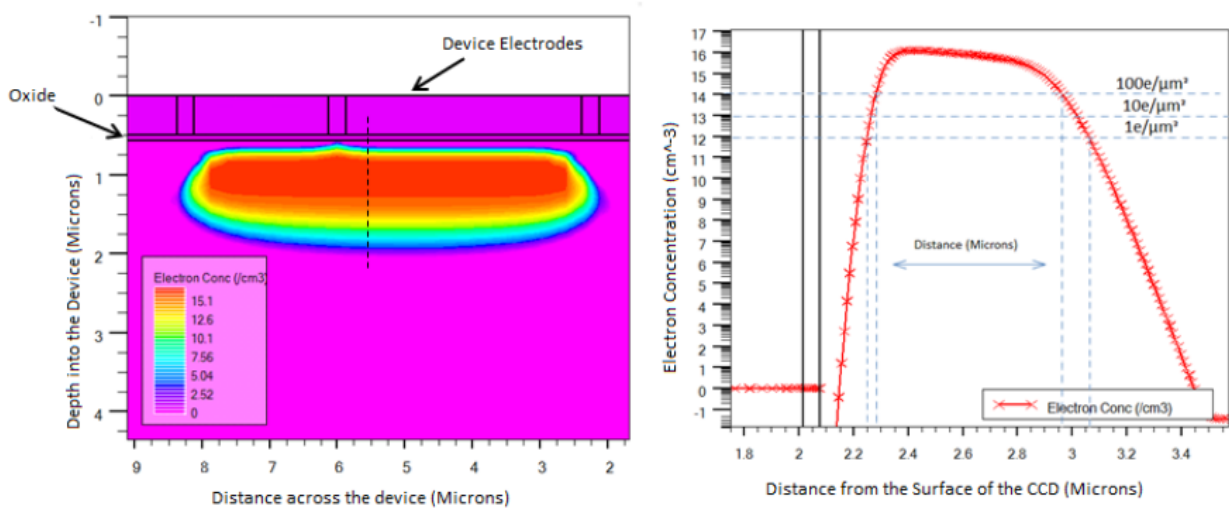 Device Electrodes
Oxide
-1
0
1
2
3
4
Depth into the Device (Microns)
Electron Conc (/cm3)
15.1
12.6
10.1
7.56
5.04
2.52
0
9 8 7 6 5 4 3 2
Distance across the device (Microns)
17
16
15
14
13
12
11
10
9
8
7
6
5
4
3
2
1
0
-1
Electron Concentration (cm^-3)
100e/μm³
10e/μm³
1e/μm³
Distance (Microns)
Electron Conc (/cm3)
1.8 2 2.2 2.4 2.6 2.8 3 3.2 3.4
Distance from the Surface of the CCD (Microns)